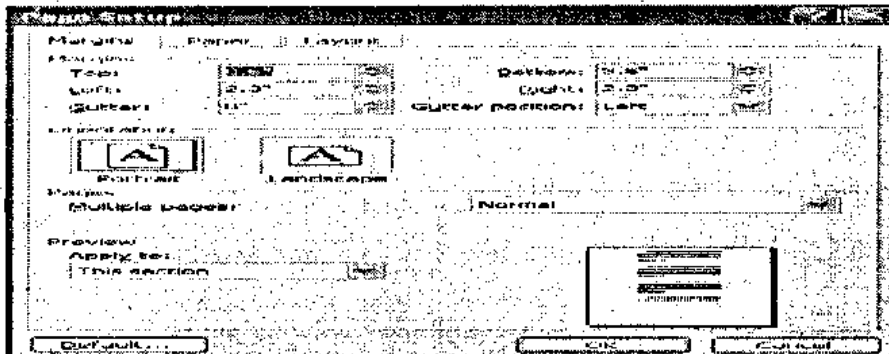 Page Setup
Margins Paper Layout
Margins
Top: Bottom:
Left: Right:
Gutter: 0" Gutter position: Left
Orientation
Portrait Landscape
Pages
Multiple pages: Normal
Preview
Apply to:
This section
Default... OK Cancel